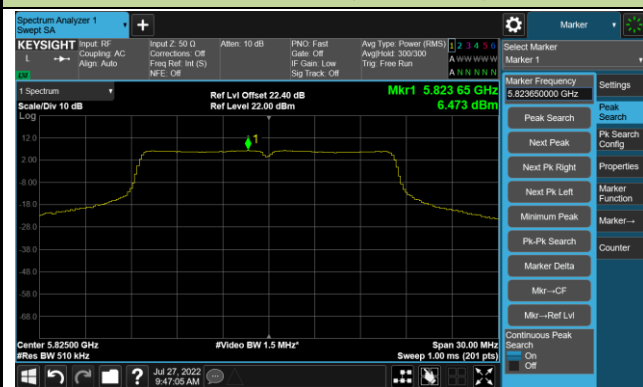 Spectrum Analyzer 1
Swept SA
+
Marker
KEYSIGHT
L
Input: RF
Coupling: AC
Align: Auto
Input Z: 50 Ω
Corrections: Off
Freq Ref: Int (S)
NFE: Off
Atten: 10 dB
PNO: Fast
Gate: Off
IF Gain: Low
Sig Track: Off
Avg Type: Power (RMS)
Avg|Hold: 300/300
Trig: Free Run
1 2 3 4 5 6
A W W W W W
A N N N N N
Select Marker
Marker 1
1 Spectrum
Scale/Div 10 dB
Log
Ref Lvl Offset 22.40 dB
Ref Level 22.00 dBm
Mkr1 5.823 65 GHz
6.473 dBm
12.0
2.00
-8.00
-18.0
-28.0
-38.0
-48.0
-58.0
-68.0
1
Center 5.82500 GHz
#Res BW 510 kHz
#Video BW 1.5 MHz*
Span 30.00 MHz
Sweep 1.00 ms (201 pts)
Marker Frequency
5.823650000 GHz
Peak Search
Next Peak
Next Pk Right
Next Pk Left
Minimum Peak
Pk-Pk Search
Marker Delta
Mkr→CF
Mkr→Ref Lvl
Continuous Peak
Search
On
Off
Settings
Peak
Search
Pk Search
Config
Properties
Marker
Function
Marker→
Counter
?
Jul 27, 2022
9:47:05 AM